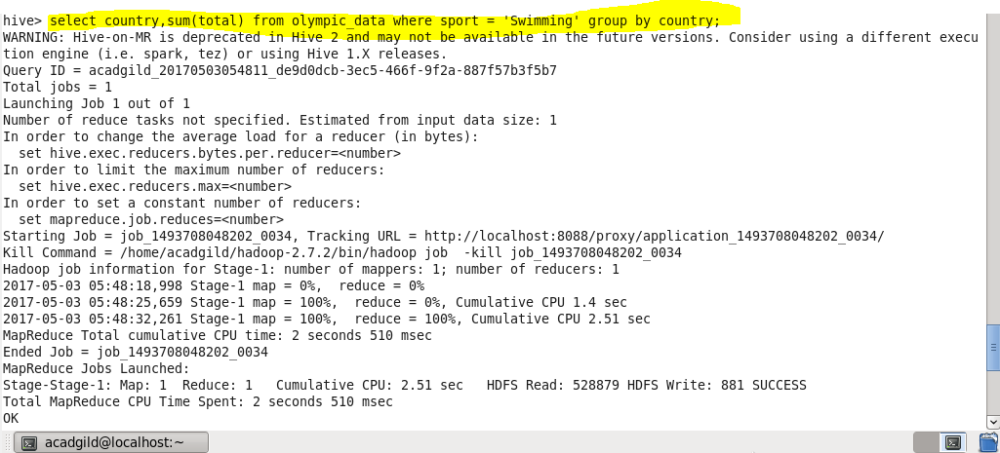 hive> select country,sum(total) from olympic_data where sport = 'Swimming' group by country;
WARNING: Hive-on-MR is deprecated in Hive 2 and may not be available in the future versions. Consider using a different execu
tion engine (i.e. spark, tez) or using Hive 1.X releases.
Query ID = acadgild_20170503054811_de9d0dcb-3ec5-466f-9f2a-887f57b3f5b7
Total jobs = 1
Launching Job 1 out of 1
Number of reduce tasks not specified. Estimated from input data size: 1
In order to change the average load for a reducer (in bytes):
  set hive.exec.reducers.bytes.per.reducer=<number>
In order to limit the maximum number of reducers:
  set hive.exec.reducers.max=<number>
In order to set a constant number of reducers:
  set mapreduce.job.reduces=<number>
Starting Job = job_1493708048202_0034, Tracking URL = http://localhost:8088/proxy/application_1493708048202_0034/
Kill Command = /home/acadgild/hadoop-2.7.2/bin/hadoop job  -kill job_1493708048202_0034
Hadoop job information for Stage-1: number of mappers: 1; number of reducers: 1
2017-05-03 05:48:18,998 Stage-1 map = 0%,  reduce = 0%
2017-05-03 05:48:25,659 Stage-1 map = 100%,  reduce = 0%, Cumulative CPU 1.4 sec
2017-05-03 05:48:32,261 Stage-1 map = 100%,  reduce = 100%, Cumulative CPU 2.51 sec
MapReduce Total cumulative CPU time: 2 seconds 510 msec
Ended Job = job_1493708048202_0034
MapReduce Jobs Launched:
Stage-Stage-1: Map: 1  Reduce: 1   Cumulative CPU: 2.51 sec   HDFS Read: 528879 HDFS Write: 881 SUCCESS
Total MapReduce CPU Time Spent: 2 seconds 510 msec
OK
acadgild@localhost:~